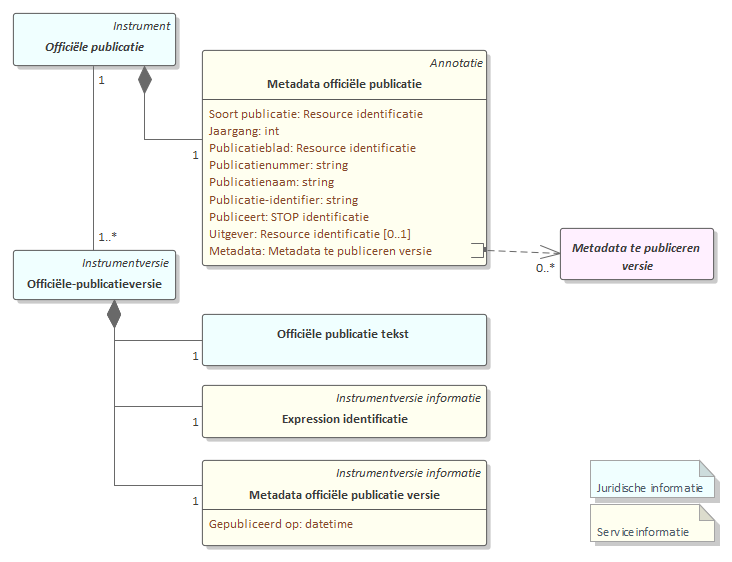 Instrument
Officiële publicatie
1
1
1..*
Annotatie
Metadata officiële publicatie
Soort publicatie: Resource identificatie
Jaargang: int
Publicatieblad: Resource identificatie
Publicatienummer: string
Publicatienaam: string
Publicatie-identifier: string
Publiceert: STOP identificatie
Uitgever: Resource identificatie [0..1]
Metadata: Metadata te publiceren versie
0..*
Metadata te publiceren
versie
Instrumentversie
Officiële-publicatieversie
Officiële publicatie tekst
1
Instrumentversie informatie
Expression identificatie
1
Instrumentversie informatie
Metadata officiële publicatie versie
1
Gepubliceerd op: datetime
Juridische informatie
Serviceinformatie